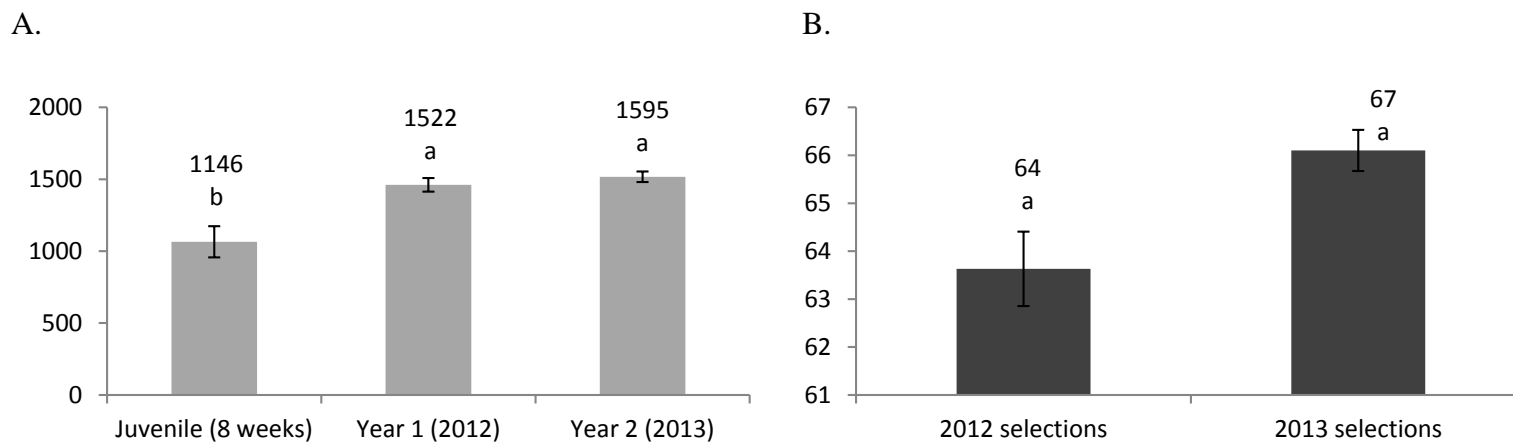 A.
2000
1500
1000
500
0
1146
b
1522
a
1595
a
Juvenile (8 weeks)
Year 1 (2012)
Year 2 (2013)
B.
67
66
65
64
63
62
61
64
a
67
a
2012 selections
2013 selections